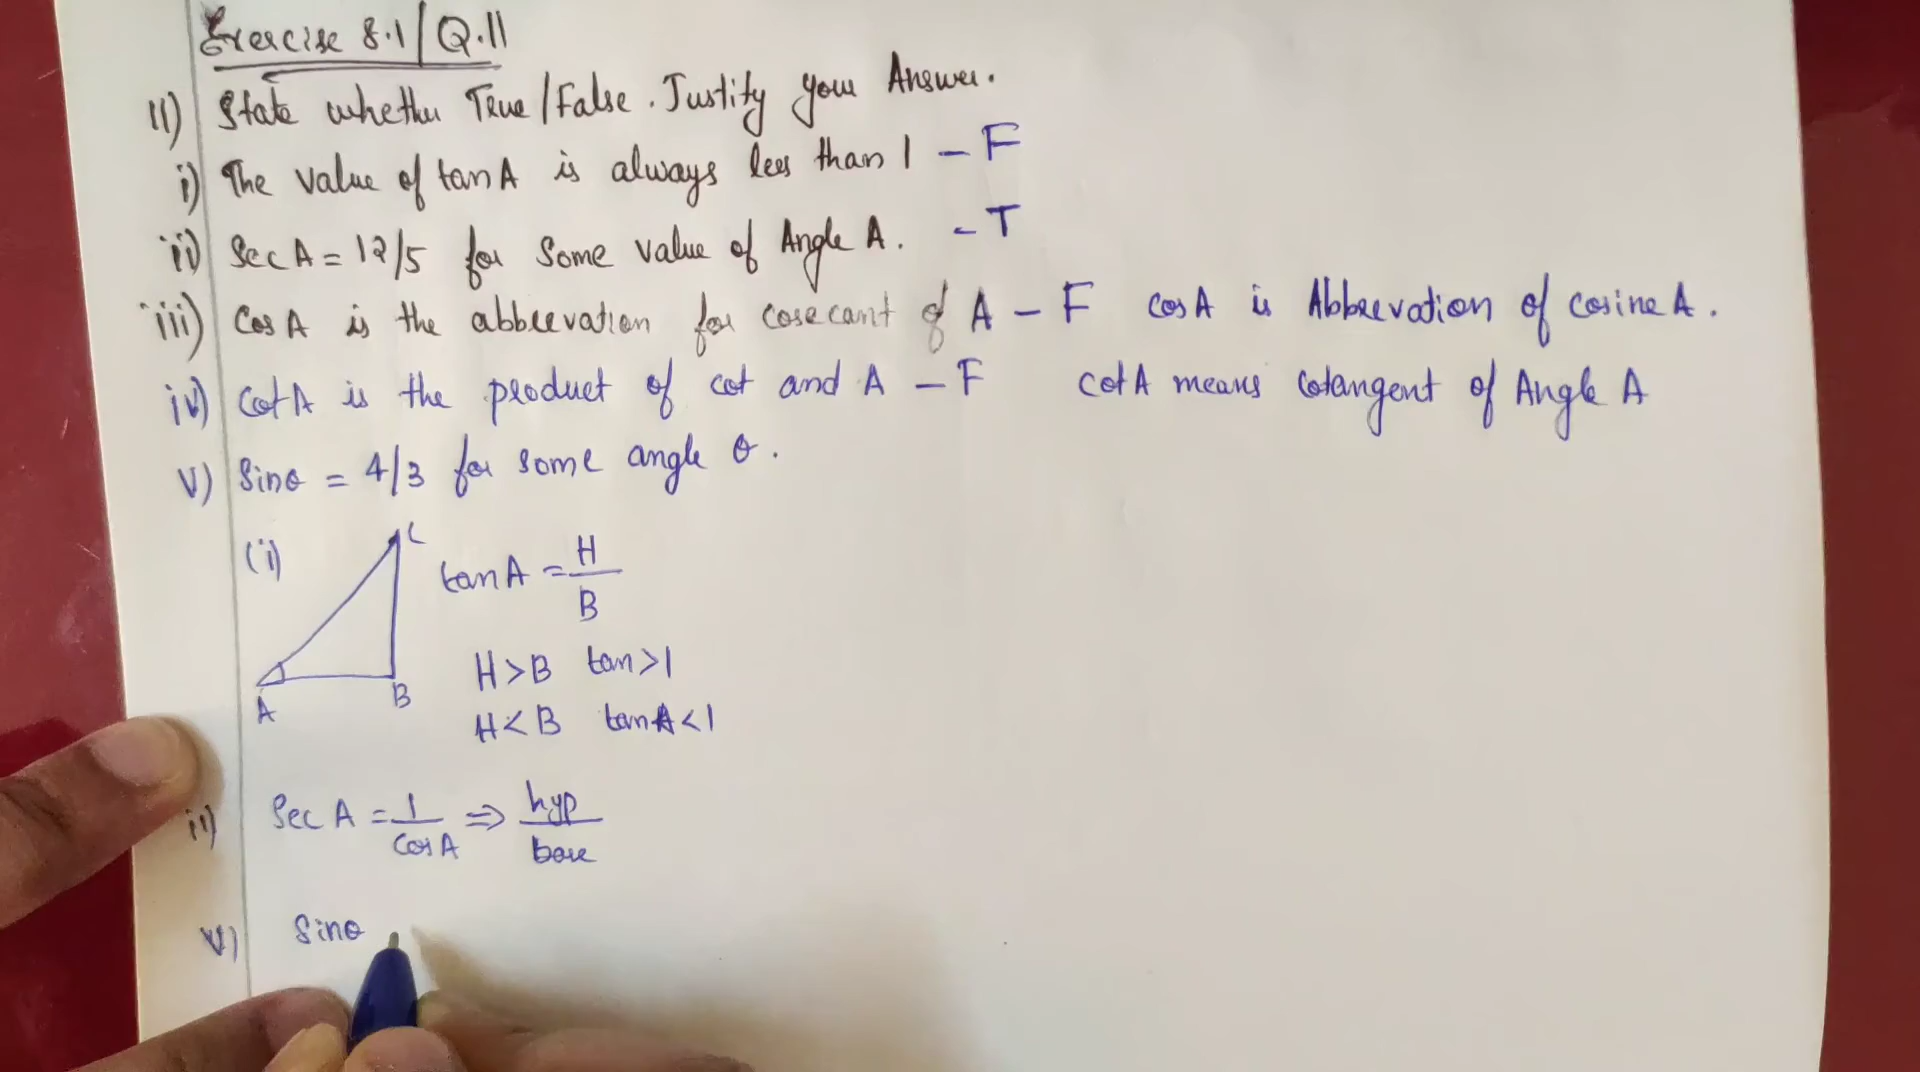 Exercise 8.1/Q.11
11) State whether True/False. Justify your Answer.
i) The value of tan A is always less than 1 - F
ii) Sec A = 12/5 for some value of Angle A. - T
iii) Cos A is the abbrevation for cosecant of A - F cos A is Abbrevation of cosine A.
iv) Cot A is the product of cot and A - F cot A means cotangent of Angle A
v) Sinθ = 4/3 for some angle θ.
(i) C
tan A = H/B
H>B tan>1
A B
H<B tan A<1
ii) Sec A = 1/Cos A ⇒ hyp/base
v) Sinθ